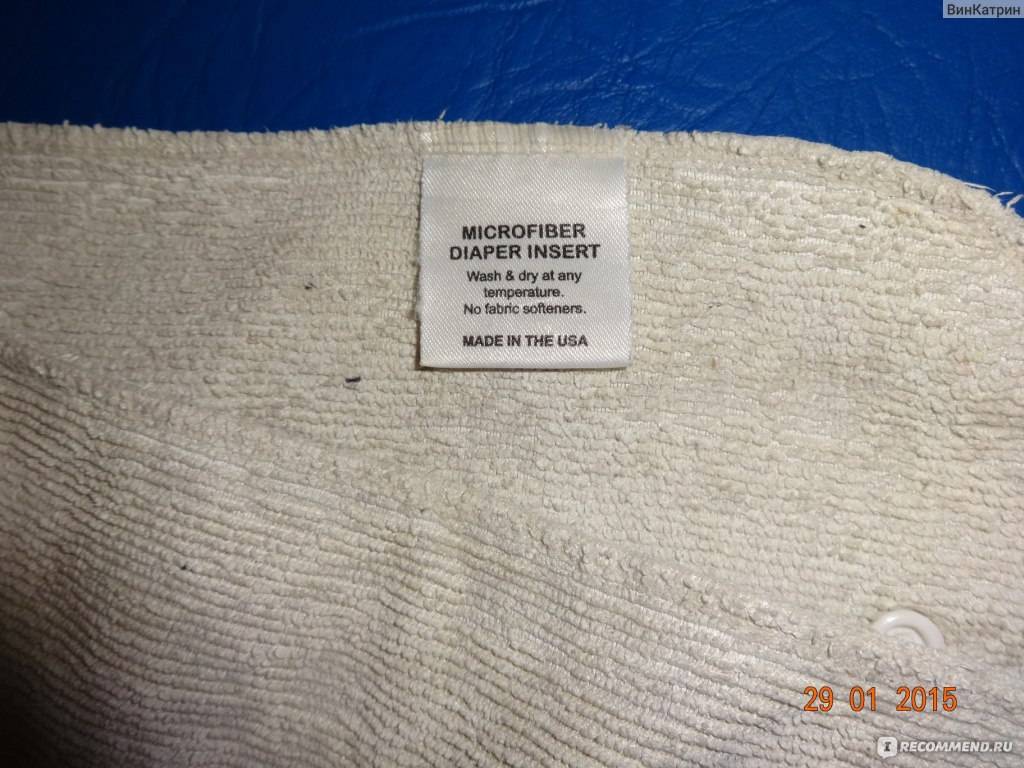 ВинКатрин
MICROFIBER
DIAPER INSERT
Wash & dry at any
temperature.
No fabric softeners.
MADE IN THE USA
29 01 2015
iRECOMMEND.RU